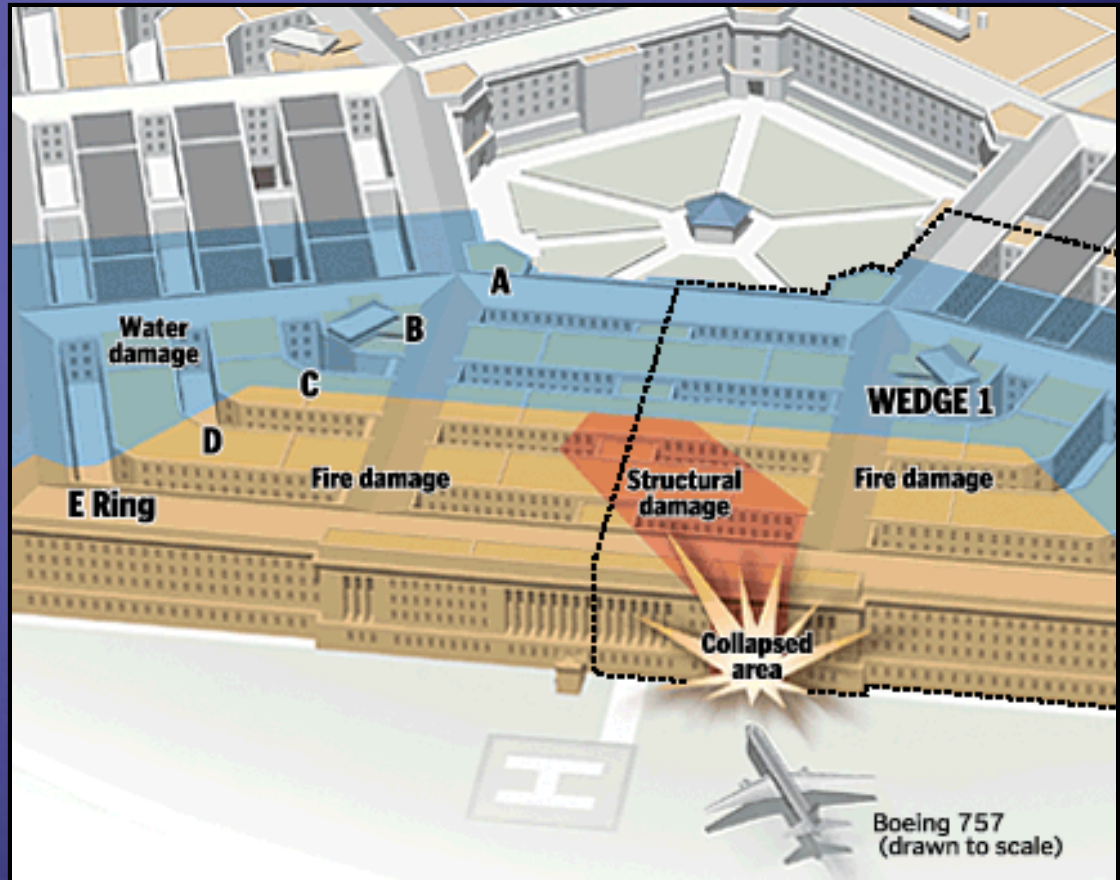 A
Water
damage
B
C
WEDGE 1
D
Fire damage
Structural
damage
Fire damage
E Ring
Collapsed
area
H
Boeing 757
(drawn to scale)